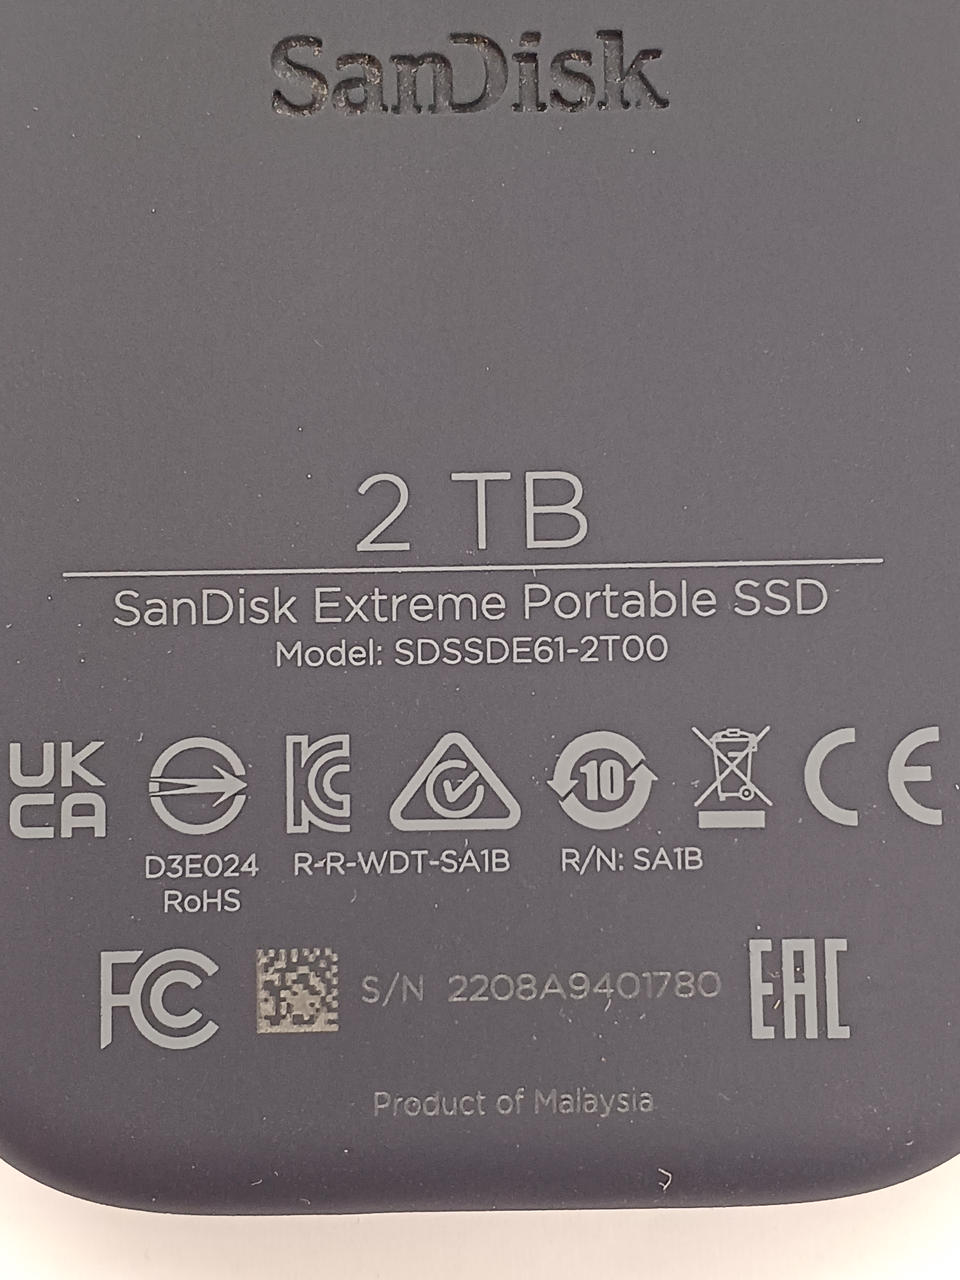 SanDisk
2 TB
SanDisk Extreme Portable SSD
Model: SDSSDE61-2T00
UK CA
10
CE
D3E024 R-R-WDT-SA1B R/N: SA1B
RoHS
FC S/N 2208A9401780 EAC
Product of Malaysia